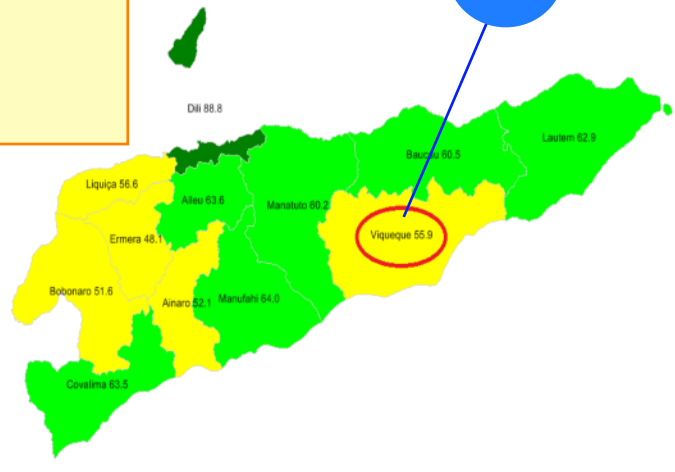 Dili 88.8
Lautem 62.9
Baucau 60.5
Liquiça 56.6
Aileu 63.6
Manatuto 60.2
Viqueque 55.9
Ermera 48.1
Bobonaro 51.6
Ainaro 52.1
Manufahi 64.0
Covalima 63.5